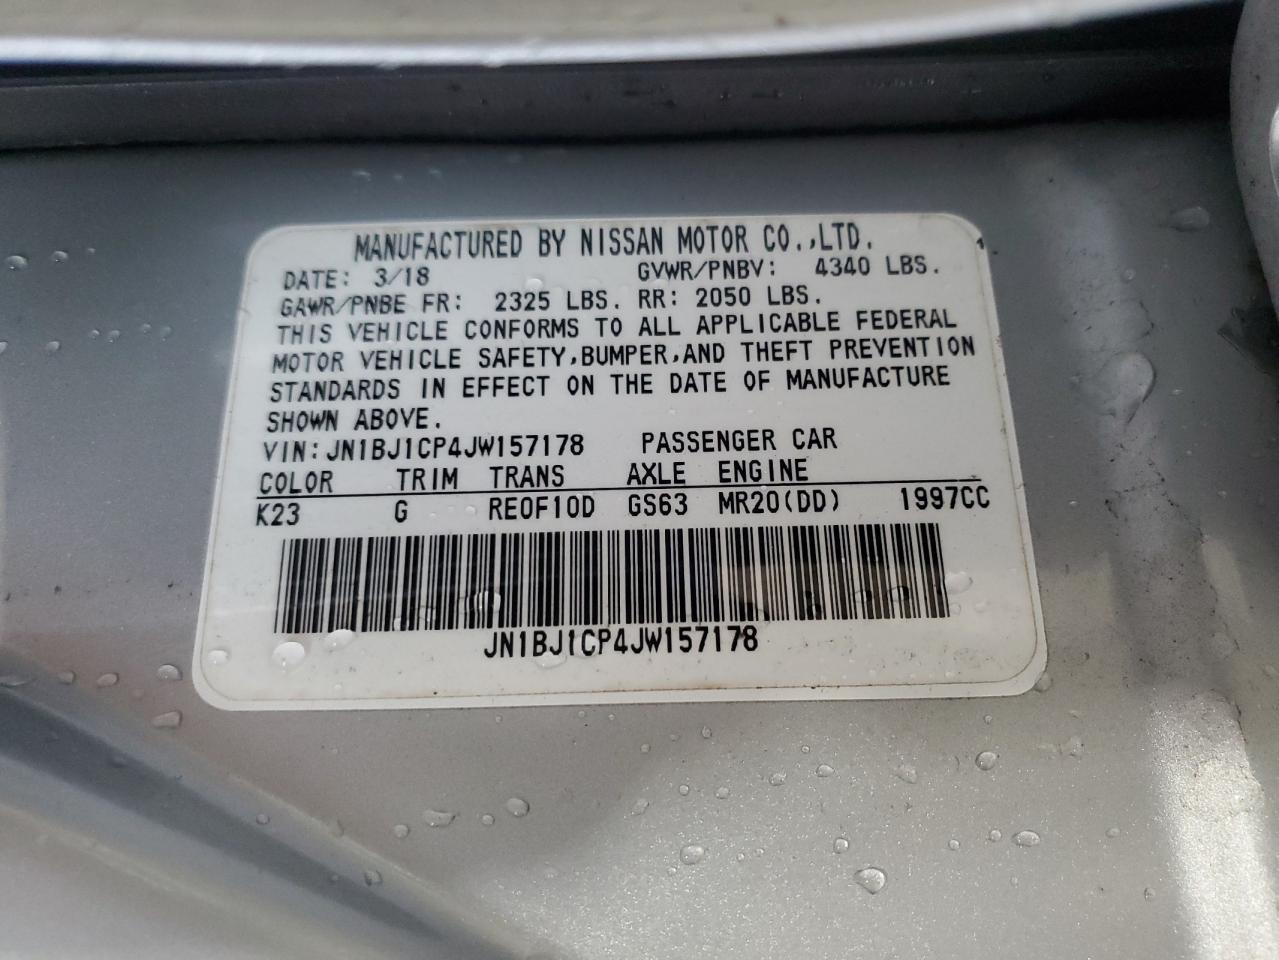 MANUFACTURED BY NISSAN MOTOR CO.,LTD.
DATE: 3/18 GVWR/PNBV: 4340 LBS.
GAWR/PNBE FR: 2325 LBS. RR: 2050 LBS.
THIS VEHICLE CONFORMS TO ALL APPLICABLE FEDERAL
MOTOR VEHICLE SAFETY,BUMPER,AND THEFT PREVENTION
STANDARDS IN EFFECT ON THE DATE OF MANUFACTURE
SHOWN ABOVE.
VIN:JN1BJ1CP4JW157178 PASSENGER CAR
COLOR TRIM TRANS AXLE ENGINE
K23 G RE0F10D GS63 MR20(DD) 1997CC
JN1BJ1CP4JW157178